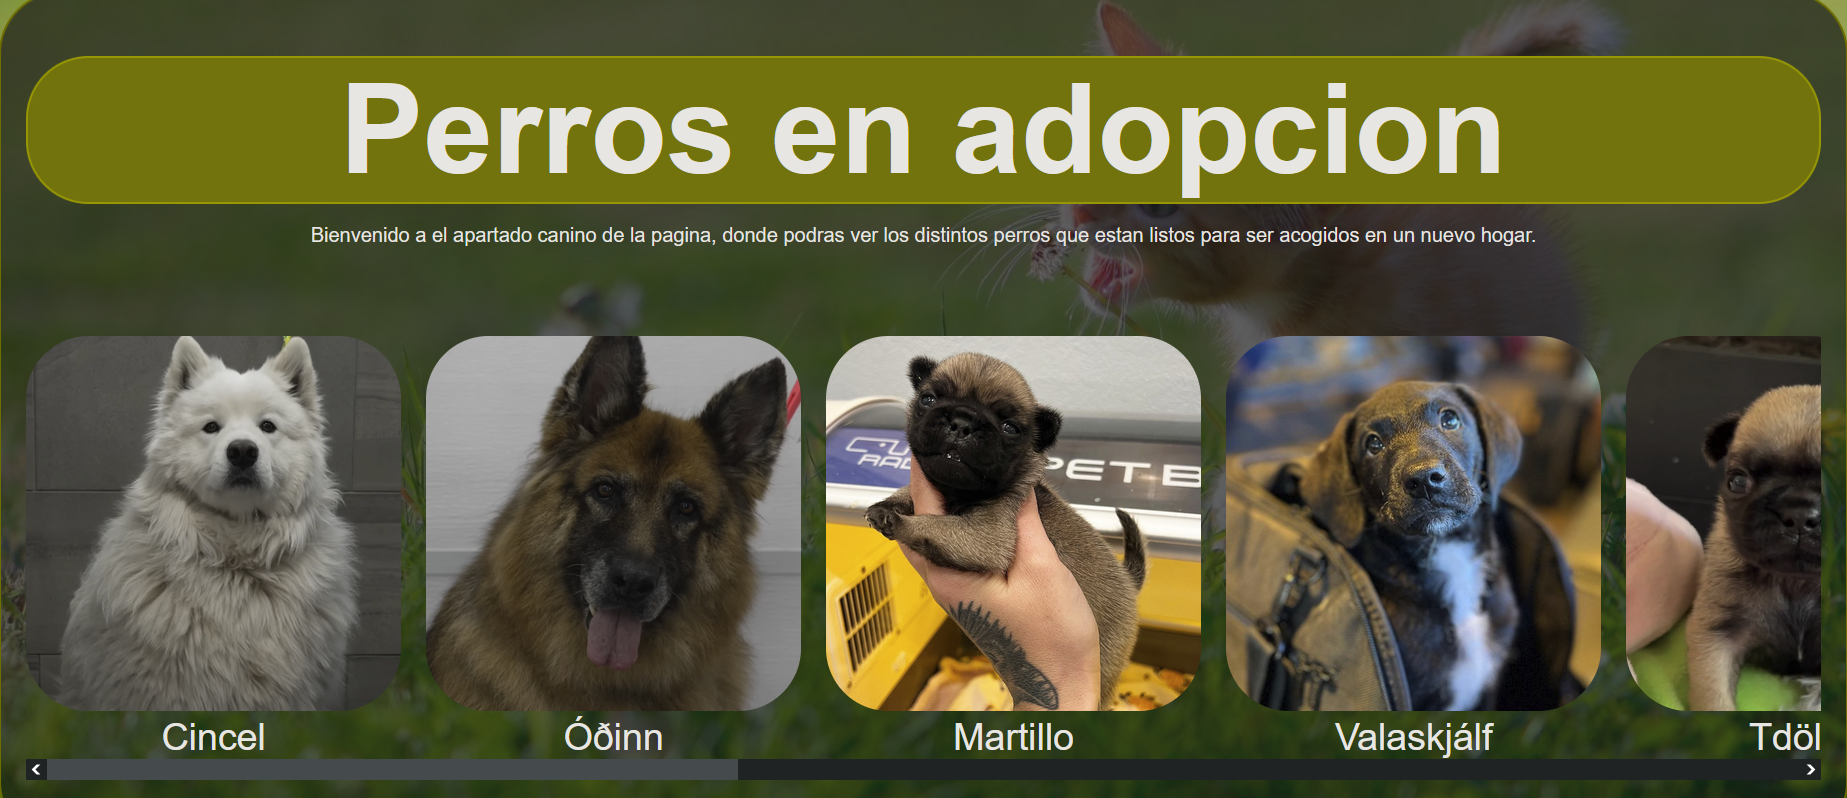 Perros en adopcion
Bienvenido a el apartado canino de la pagina, donde podras ver los distintos perros que estan listos para ser acogidos en un nuevo hogar.
PET B
Cincel
Óðinn
Martillo
Valaskjálf
Tdöl